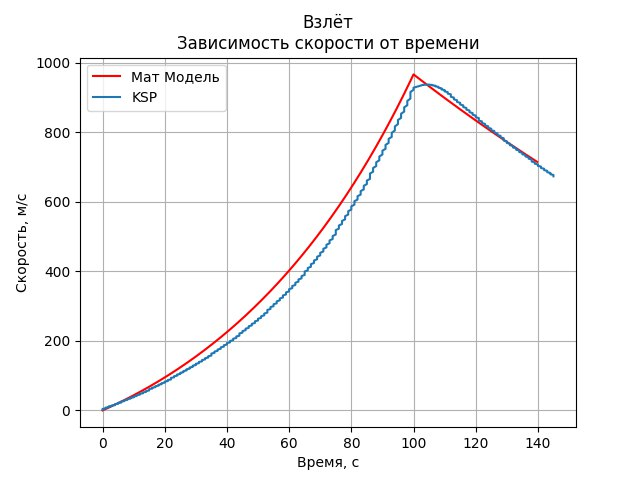 Взлёт
Зависимость скорости от времени
Мат Модель
KSP
1000
800
600
400
200
0
Скорость, м/с
0 20 40 60 80 100 120 140
Время, с